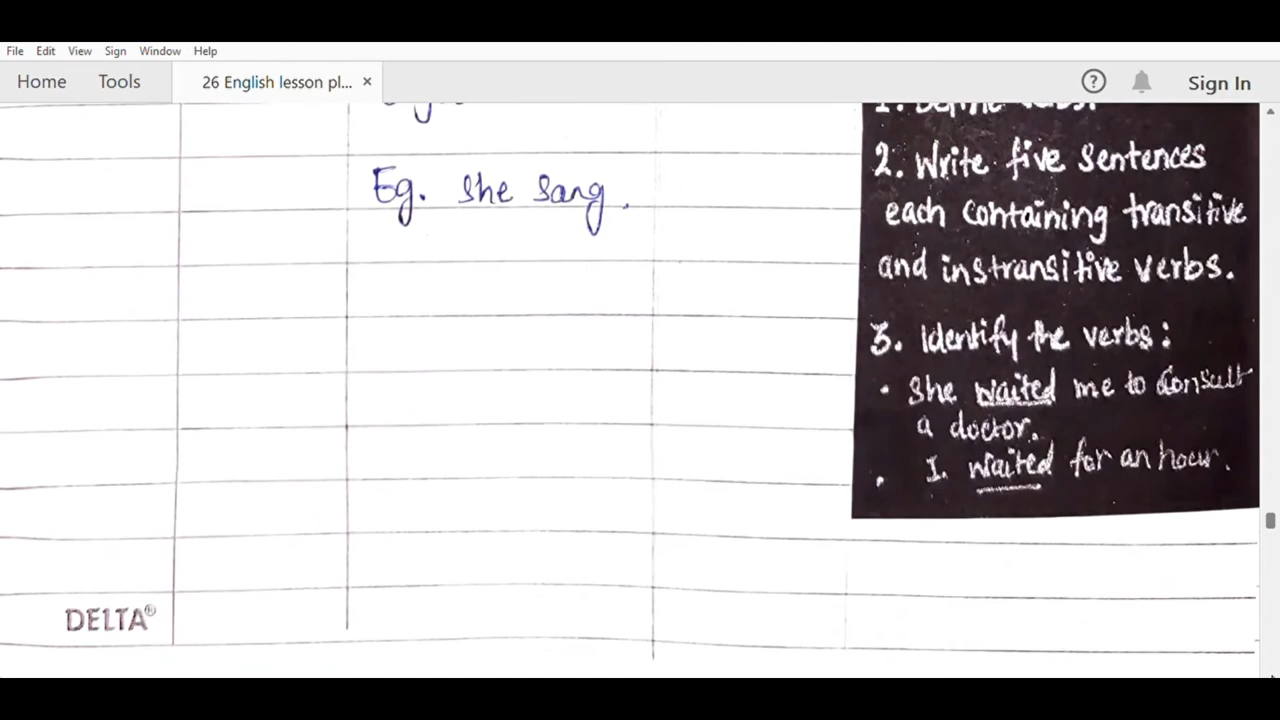 File Edit View Sign Window Help
Home Tools 26 English lesson pl... × ? Sign In
Eg. She sang.
2. Write five sentences
each containing transitive
and instransitive verbs.
3. Identify the verbs:
• She waited me to consult
a doctor.
• I. waited for an hour.
DELTA®